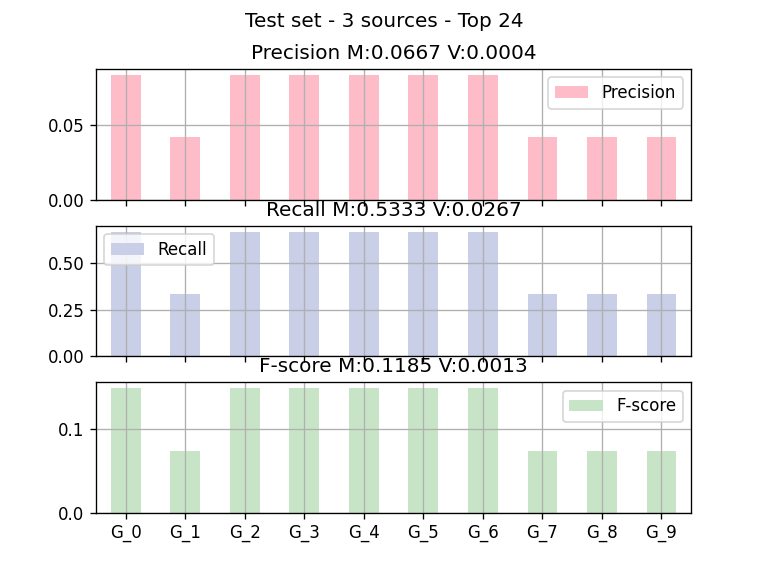 Test set - 3 sources - Top 24
Precision M:0.0667 V:0.0004
Precision
0.05
0.00
Recall M:0.5333 V:0.0267
Recall
0.50
0.25
0.00
F-score M:0.1185 V:0.0013
F-score
0.1
0.0
G_0 G_1 G_2 G_3 G_4 G_5 G_6 G_7 G_8 G_9